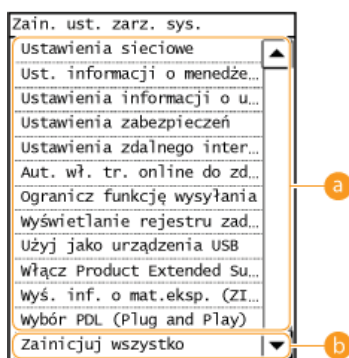 Zain. ust. zarz. sys.
Ustawienia sieciowe
Ust. informacji o menedże...
Ustawienia informacji o u...
Ustawienia zabezpieczeń
Ustawienia zdalnego inter...
Aut. wł. tr. online do zd...
Ogranicz funkcję wysyłania
Wyświetlanie rejestru zad...
Użyj jako urządzenia USB
Włącz Product Extended Su...
Wyś. inf. o mat.eksp. (ZI...
Wybór PDL (Plug and Play)
Zainicjuj wszystko
a
b